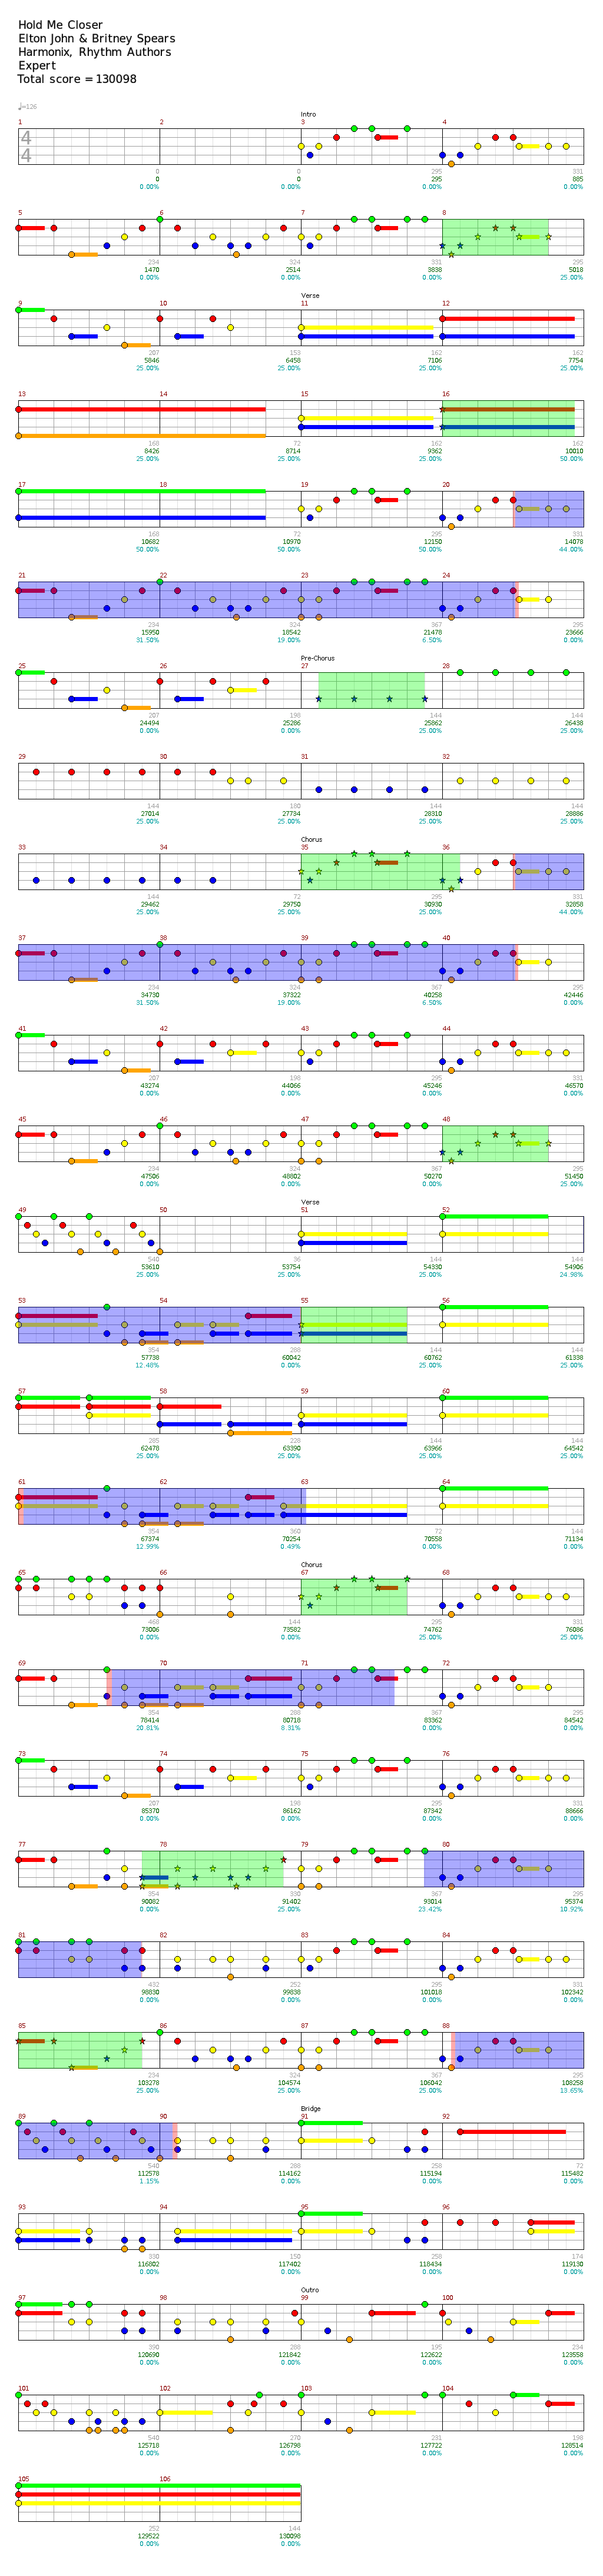 Hold Me Closer
Elton John & Britney Spears
Harmonix, Rhythm Authors
Expert
Total score = 130098
♩=126
Intro
1 2 3 4
4
4
0 0 295 331
0 0 295 885
0.00% 0.00% 0.00% 0.00%
5 6 7 8
234 324 331 295
1470 2514 3838 5018
0.00% 0.00% 0.00% 25.00%
Verse
9 10 11 12
207 153 162 162
5846 6458 7106 7754
25.00% 25.00% 25.00% 25.00%
13 14 15 16
168 72 162 162
8426 8714 9362 10010
25.00% 25.00% 25.00% 50.00%
17 18 19 20
168 72 295 331
10682 10970 12150 14078
50.00% 50.00% 50.00% 44.00%
21 22 23 24
234 324 367 295
15950 18542 21478 23666
31.50% 19.00% 6.50% 0.00%
Pre-Chorus
25 26 27 28
207 198 144 144
24494 25286 25862 26438
0.00% 0.00% 25.00% 25.00%
29 30 31 32
144 180 144 144
27014 27734 28310 28886
25.00% 25.00% 25.00% 25.00%
Chorus
33 34 35 36
144 72 295 331
29462 29750 30930 32858
25.00% 25.00% 25.00% 44.00%
37 38 39 40
234 324 367 295
34730 37322 40258 42446
31.50% 19.00% 6.50% 0.00%
41 42 43 44
207 198 295 331
43274 44066 45246 46570
0.00% 0.00% 0.00% 0.00%
45 46 47 48
234 324 367 295
47506 48802 50270 51450
0.00% 0.00% 0.00% 25.00%
Verse
49 50 51 52
540 36 144 144
53610 53754 54330 54906
25.00% 25.00% 25.00% 24.98%
53 54 55 56
354 288 144 144
57738 60042 60762 61338
12.48% 0.00% 25.00% 25.00%
57 58 59 60
285 228 144 144
62478 63390 63966 64542
25.00% 25.00% 25.00% 25.00%
61 62 63 64
354 360 72 144
67374 70254 70558 71134
12.99% 0.49% 0.00% 0.00%
Chorus
65 66 67 68
468 144 295 331
73006 73582 74762 76086
0.00% 0.00% 25.00% 25.00%
69 70 71 72
354 288 367 295
78414 80718 83362 84542
20.81% 8.31% 0.00% 0.00%
73 74 75 76
207 198 295 331
85370 86162 87342 88666
0.00% 0.00% 0.00% 0.00%
77 78 79 80
354 330 367 295
90082 91402 93014 95374
0.00% 25.00% 23.42% 10.92%
81 82 83 84
432 252 295 331
98830 99838 101018 102342
0.00% 0.00% 0.00% 0.00%
85 86 87 88
234 324 367 295
103278 104574 106042 108258
25.00% 25.00% 25.00% 13.65%
Bridge
89 90 91 92
540 288 258 72
112578 114162 115194 115482
1.15% 0.00% 0.00% 0.00%
93 94 95 96
330 150 258 174
116802 117402 118434 119130
0.00% 0.00% 0.00% 0.00%
Outro
97 98 99 100
390 288 195 234
120690 121842 122622 123558
0.00% 0.00% 0.00% 0.00%
101 102 103 104
540 270 231 198
125718 126798 127722 128514
0.00% 0.00% 0.00% 0.00%
105 106
252 144
129522 130098
0.00% 0.00%